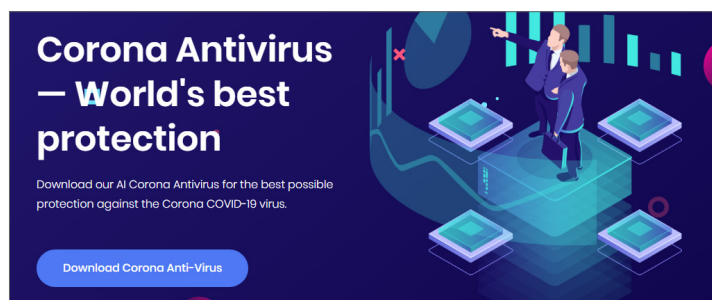 Corona Antivirus
— World's best
protection
Download our AI Corona Antivirus for the best possible
protection against the Corona COVID-19 virus.
Download Corona Anti-Virus